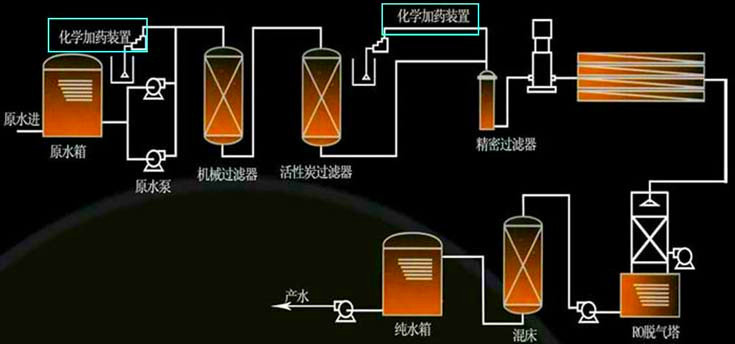 化学加药装置
化学加药装置
原水进
原水箱
原水泵
机械过滤器
活性炭过滤器
精密过滤器
产水
纯水箱
混床
RO脱气塔